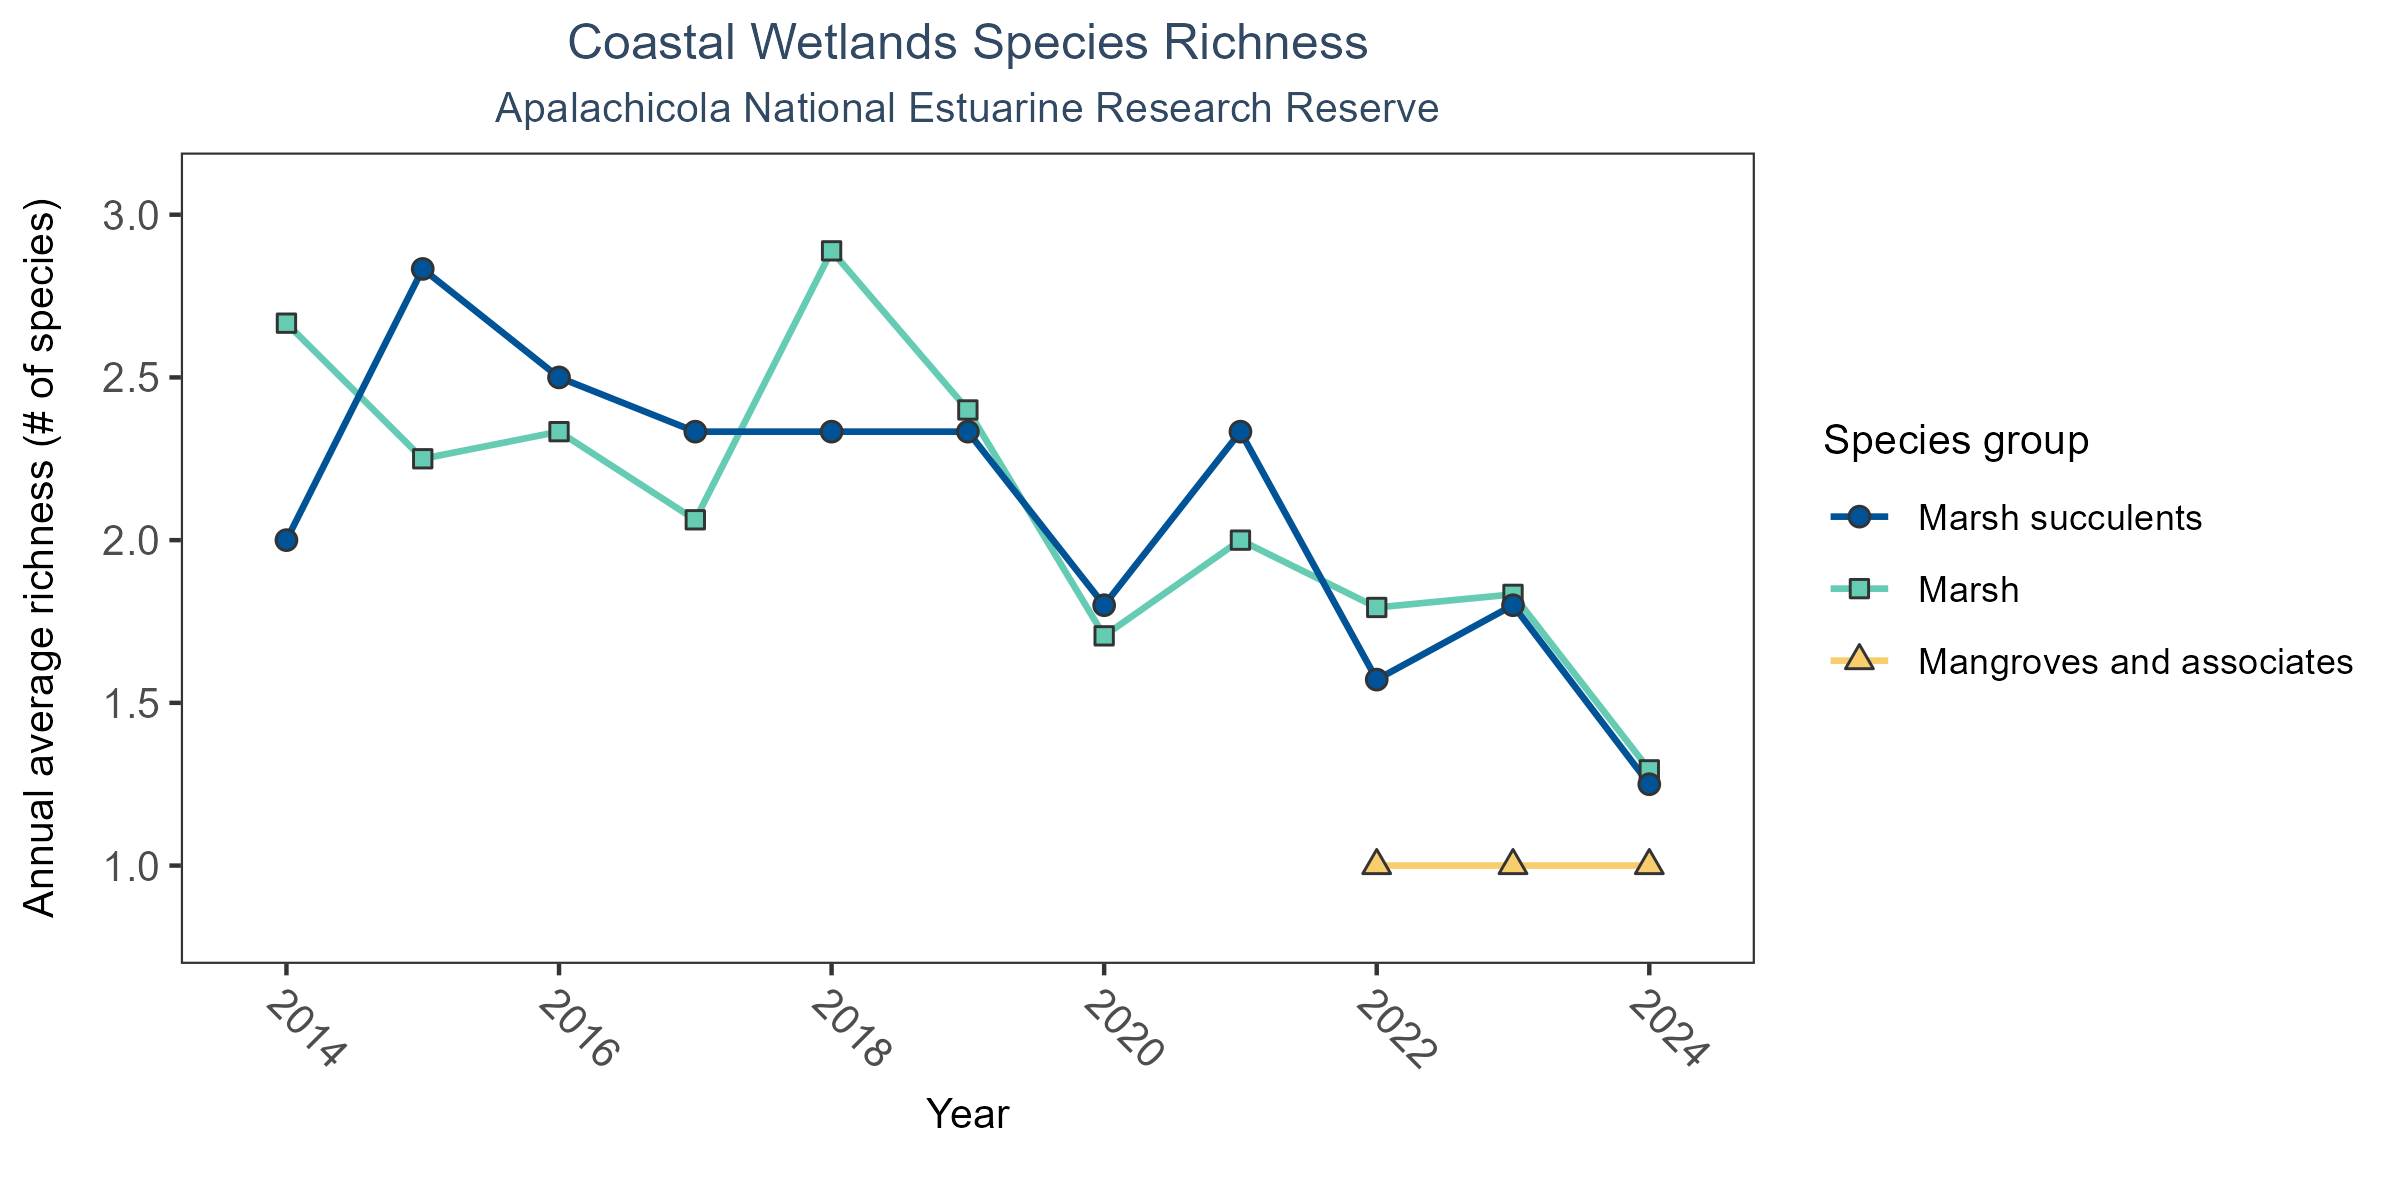 Coastal Wetlands Species Richness
Apalachicola National Estuarine Research Reserve
Annual average richness (# of species)
3.0
2.5
2.0
1.5
1.0
2014
2016
2018
2020
2022
2024
Year
Species group
Marsh succulents
Marsh
Mangroves and associates